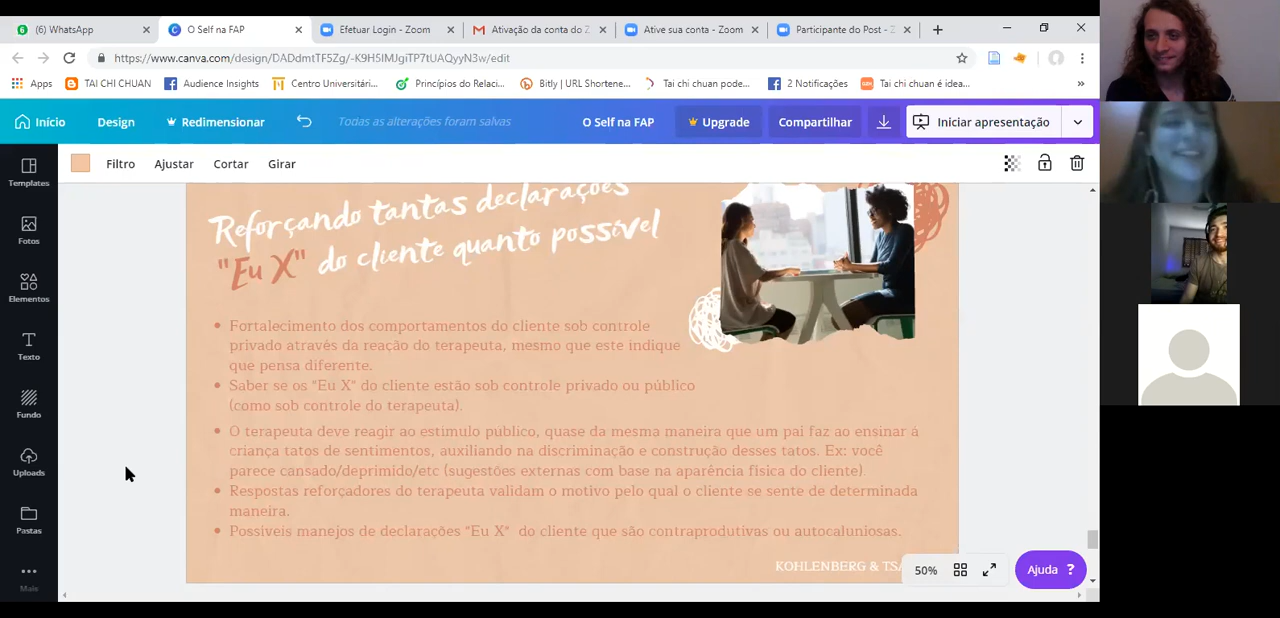 6 (WhatsApp
O Self na FAP
Efetuar Login - Zoom
Ativação da conta do Z
Ative sua conta - Zoom
Participante do Post - Z
https://www.canva.com/design/DADdmtTF5Zg/-K9H5IMJgiTP7tUAQyyN3w/edit
Apps
TAI CHI CHUAN
Audience Insights
Centro Universitári...
Princípios do Relaci...
Bitly | URL Shortene...
Tai chi chuan pode...
2 Notificações
Tai chi chuan é idea...
»
Início
Design
Redimensionar
Todas as alterações foram salvas
O Self na FAP
Upgrade
Compartilhar
Iniciar apresentação
Filtro
Ajustar
Cortar
Girar
Templates
Fotos
Elementos
Texto
Fundo
Uploads
Pastas
Mais
Reforçando tantas declarações
"Eu X" do cliente quanto possível
• Fortalecimento dos comportamentos do cliente sob controle
privado através da reação do terapeuta, mesmo que este indique
que pensa diferente.
• Saber se os "Eu X" do cliente estão sob controle privado ou público
(como sob controle do terapeuta).
• O terapeuta deve reagir ao estímulo público, quase da mesma maneira que um pai faz ao ensinar à
criança tatos de sentimentos, auxiliando na discriminação e construção desses tatos. Ex: você
parece cansado/deprimido/etc (sugestões externas com base na aparência física do cliente).
• Respostas reforçadores do terapeuta validam o motivo pelo qual o cliente se sente de determinada
maneira.
• Possíveis manejos de declarações "Eu X" do cliente que são contraprodutivas ou autocaluniosas.
KOHLENBERG & TSA
50%
Ajuda ?